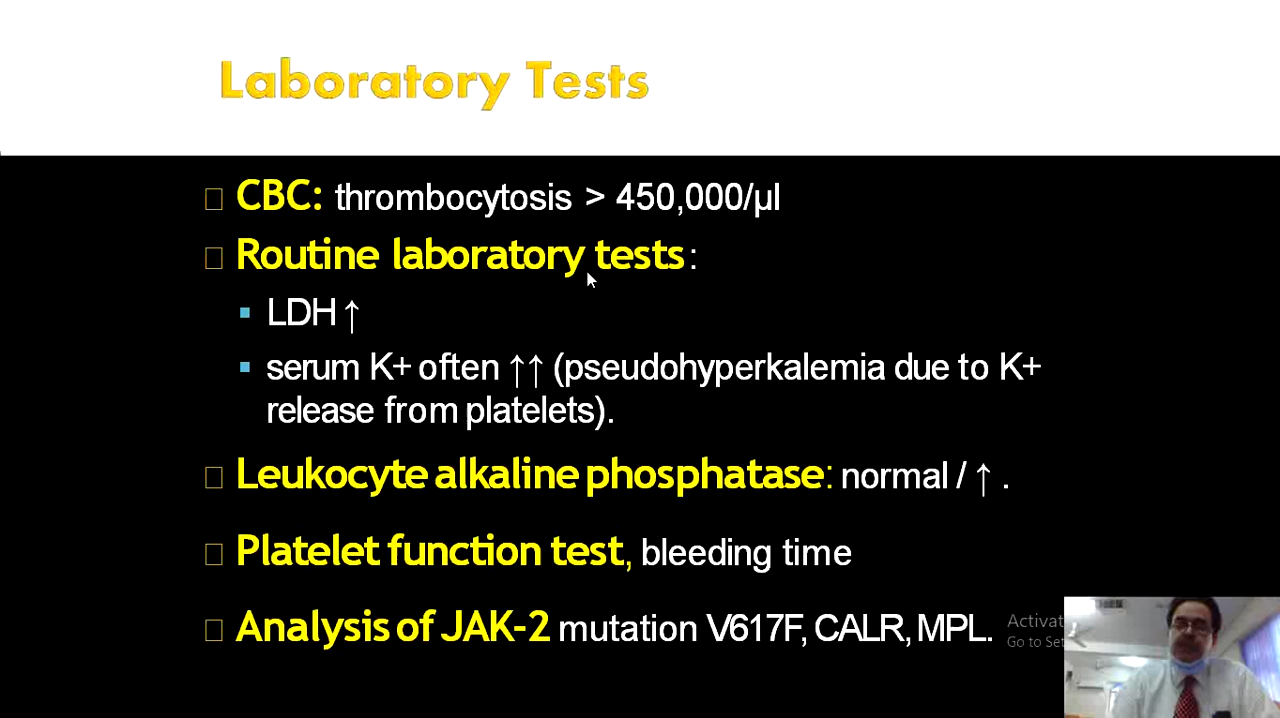 Laboratory Tests
CBC: thrombocytosis > 450,000/µl
Routine laboratory tests:
LDH ↑
serum K+ often ↑↑ (pseudohyperkalemia due to K+
release from platelets).
Leukocyte alkaline phosphatase: normal / ↑ .
Platelet function test, bleeding time
Analysis of JAK-2 mutation V617F, CALR, MPL.